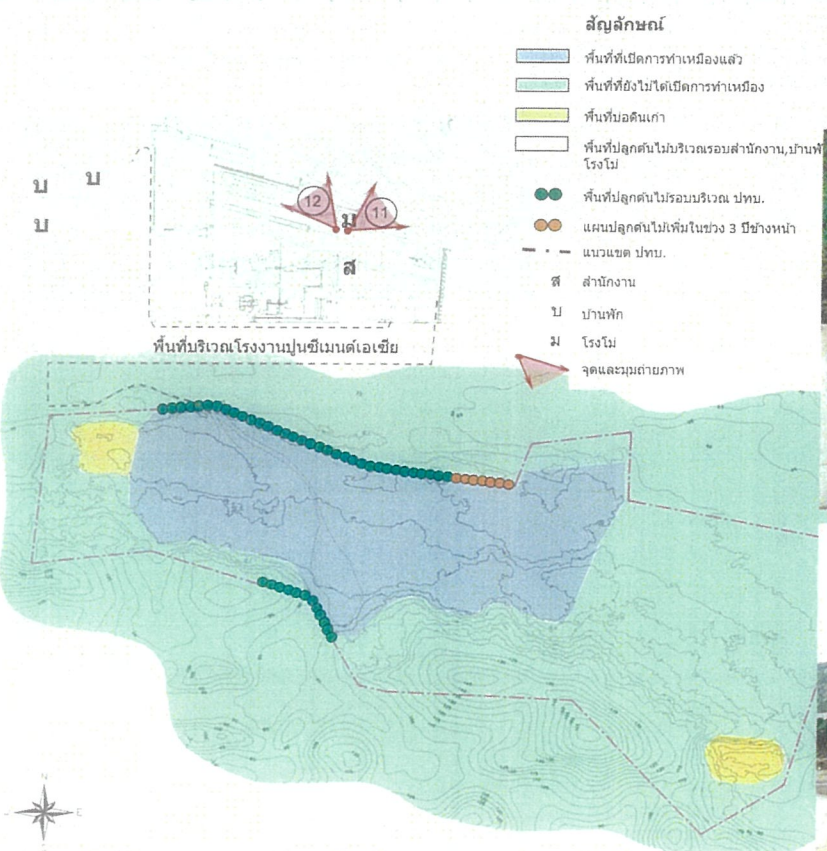 สัญลักษณ์
พื้นที่ที่เปิดการทำเหมืองแล้ว
พื้นที่ที่ยังไม่ได้เปิดการทำเหมือง
พื้นที่บ่อดินเก่า
พื้นที่ปลูกต้นไม้บริเวณรอบสำนักงาน,บ้านพั
โรงโม่
พื้นที่ปลูกต้นไม้รอบบริเวณ ปทบ.
แผนปลูกต้นไม้เพิ่มในช่วง 3 ปีข้างหน้า
แนวเขต ปทบ.
ส สำนักงาน
บ บ้านพัก
ม โรงโม่
จุดและมุมถ่ายภาพ
บ บ
บ
12 ม 11
ส
พื้นที่บริเวณโรงงานปูนซีเมนต์เอเซีย
N
E